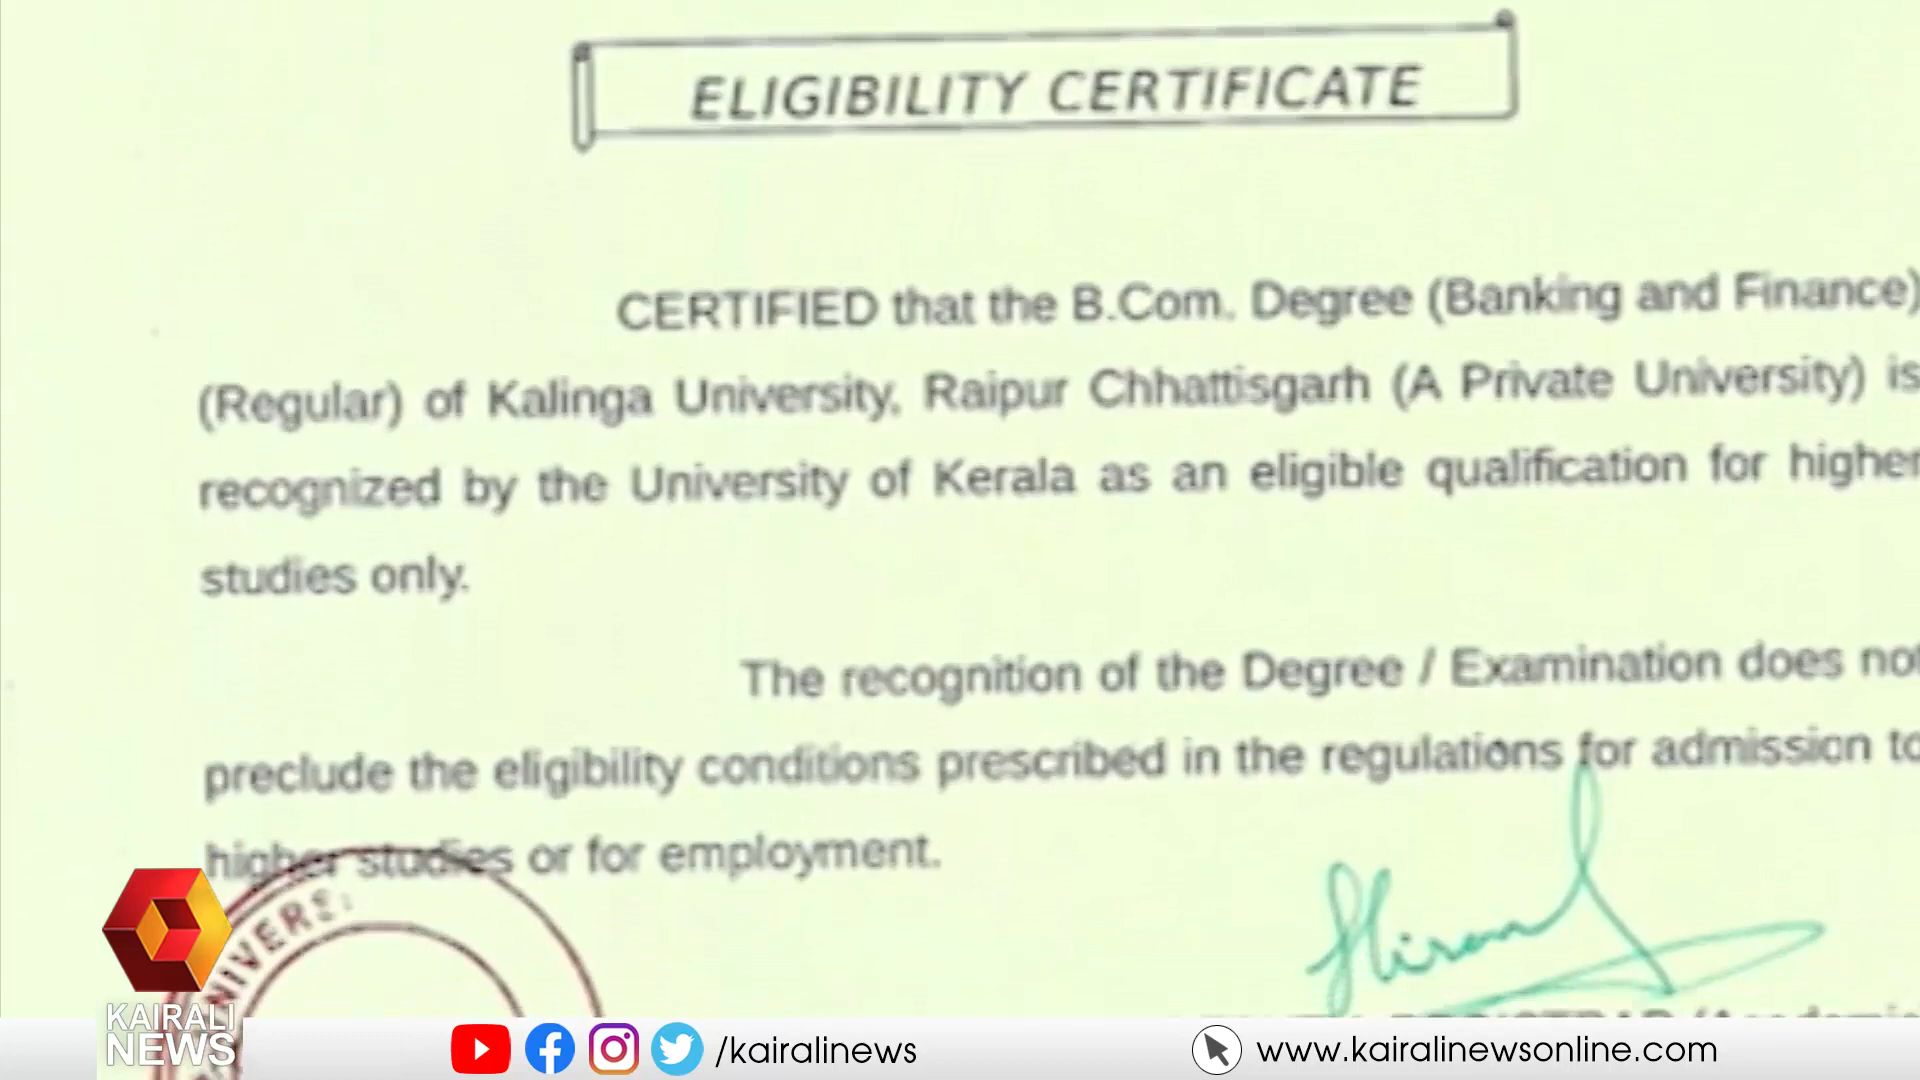 ELIGIBILITY CERTIFICATE
CERTIFIED that the B.Com. Degree (Banking and Finance)
(Regular) of Kalinga University, Raipur Chhattisgarh (A Private University) is
recognized by the University of Kerala as an eligible qualification for higher
studies only.
The recognition of the Degree / Examination does not
preclude the eligibility conditions prescribed in the regulations for admission to
higher studies or for employment.
KAIRALI
NEWS
/kairalinews
www.kairalinewsonline.com